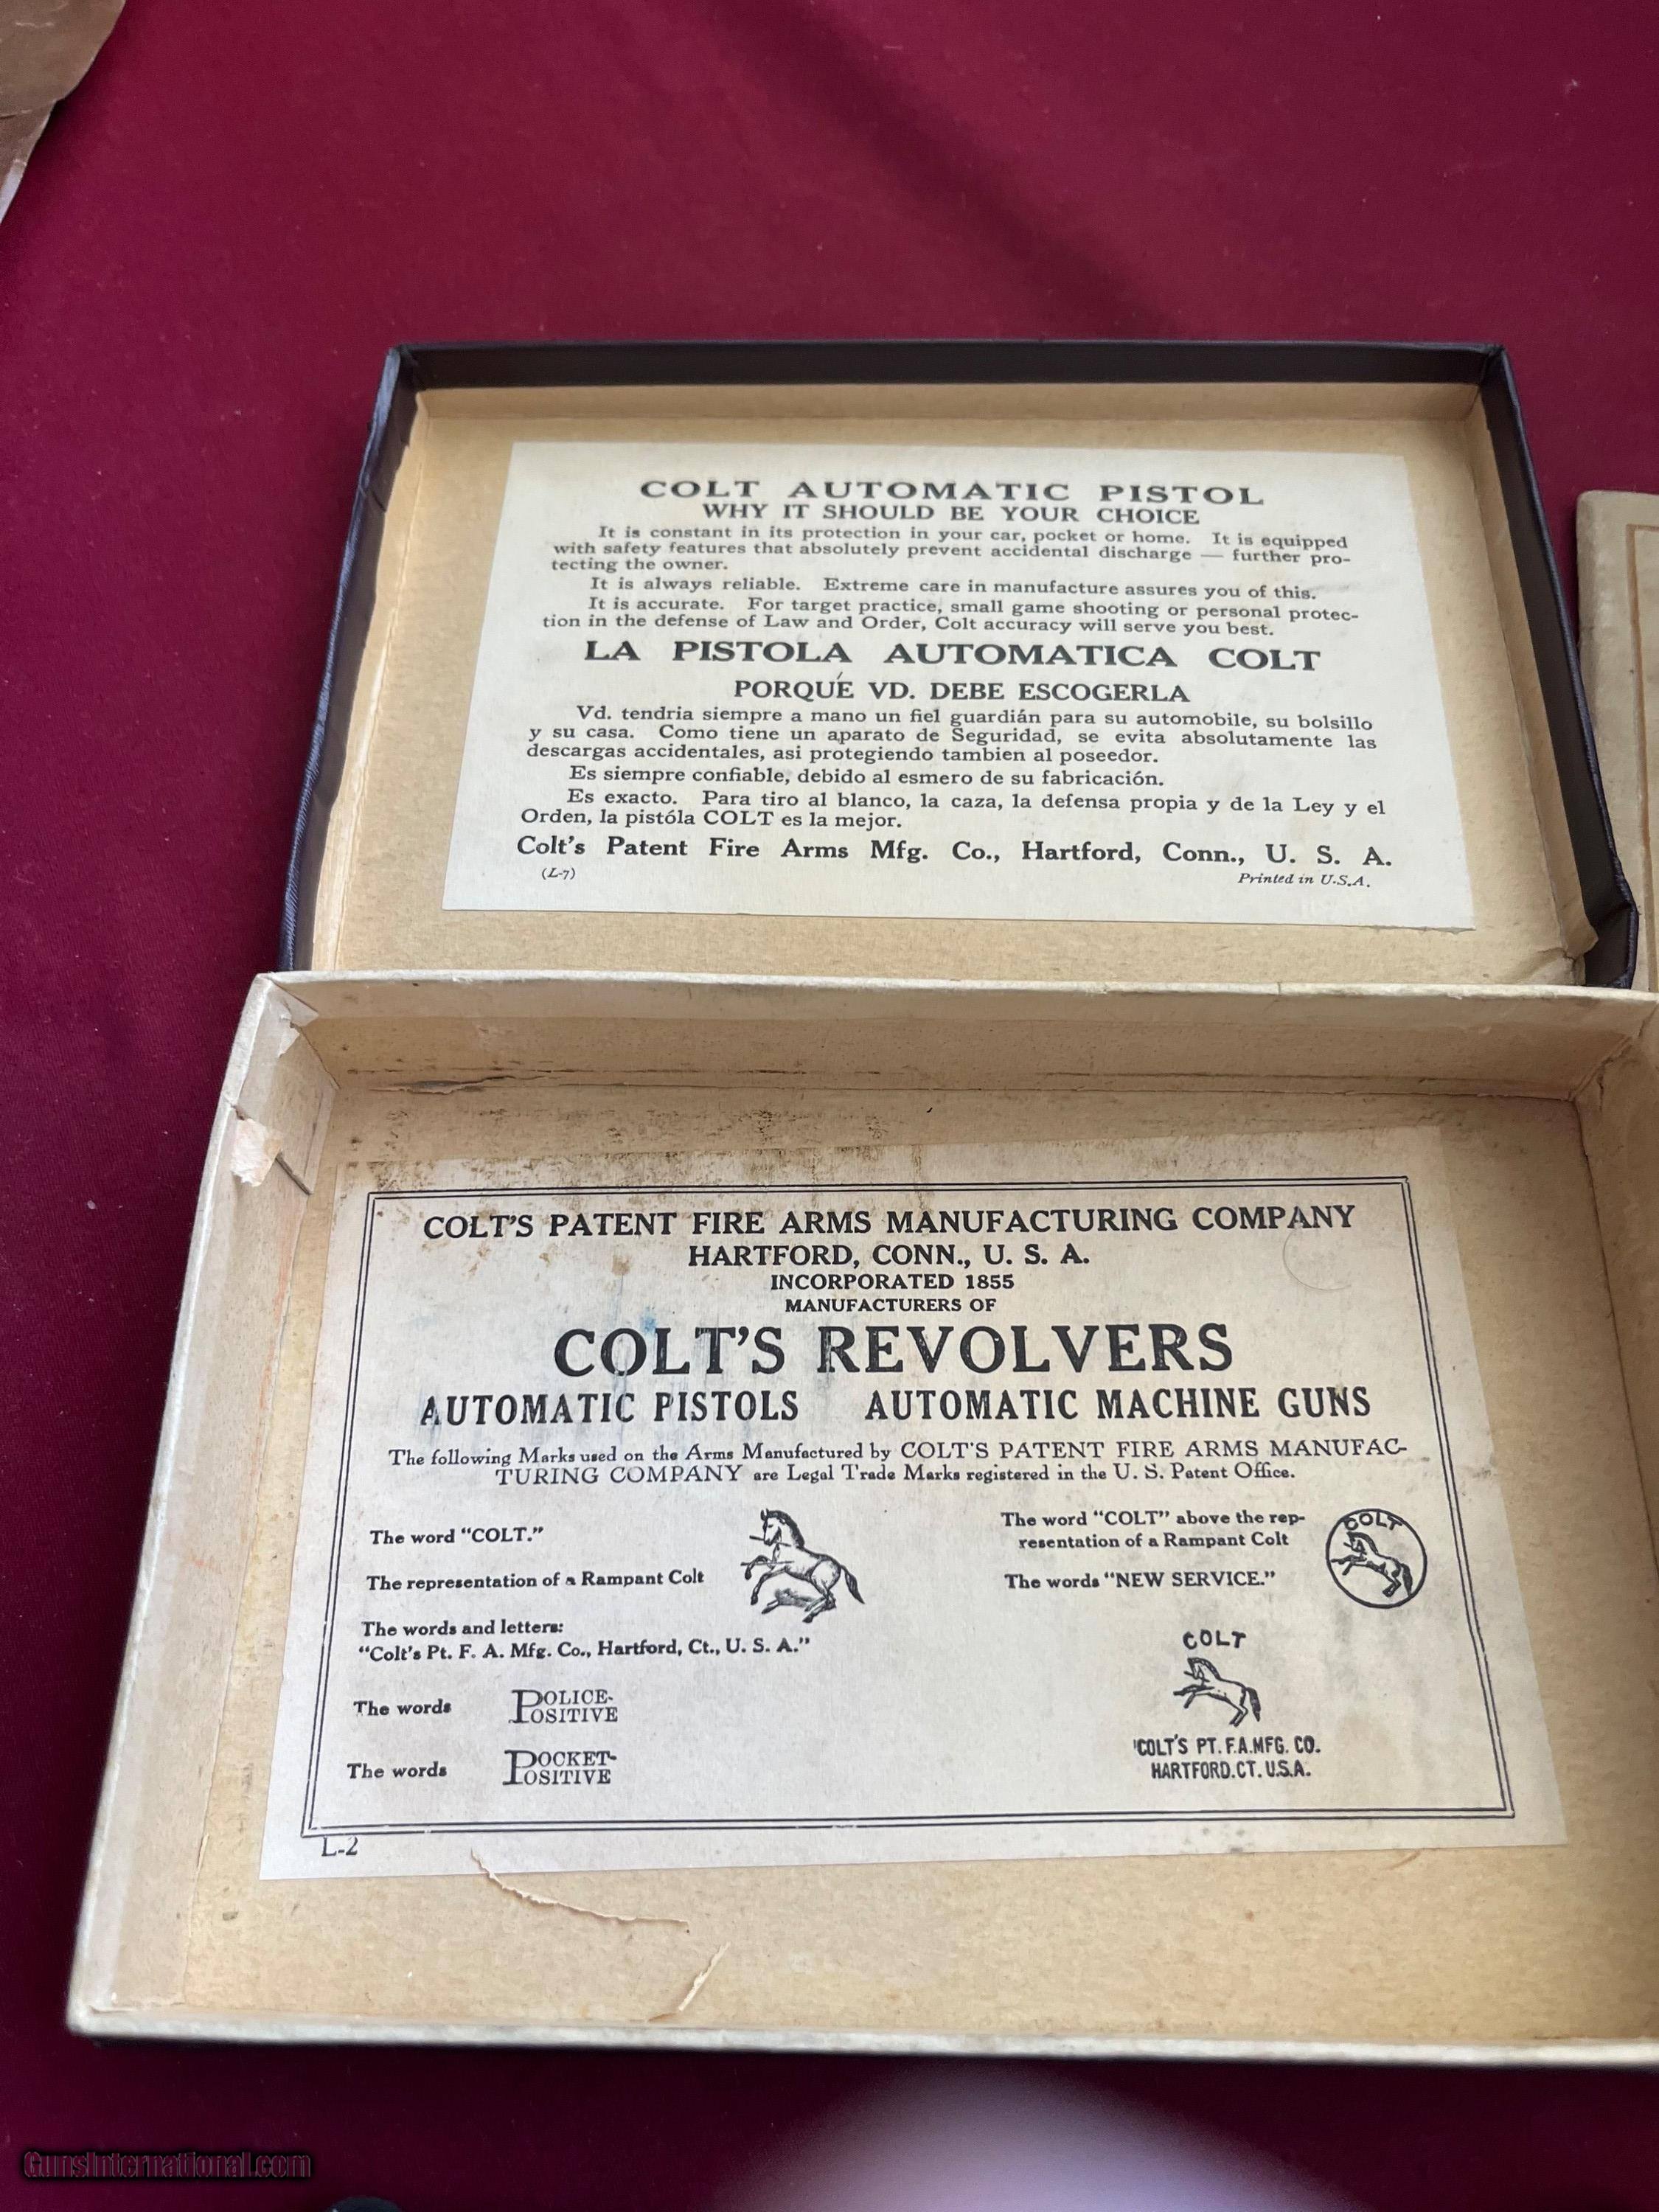 COLT AUTOMATIC PISTOL
WHY IT SHOULD BE YOUR CHOICE
It is constant in its protection in your car, pocket or home. It is equipped
with safety features that absolutely prevent accidental discharge — further pro-
tecting the owner.
It is always reliable. Extreme care in manufacture assures you of this.
It is accurate. For target practice, small game shooting or personal protec-
tion in the defense of Law and Order, Colt accuracy will serve you best.
LA PISTOLA AUTOMATICA COLT
PORQUÉ VD. DEBE ESCOGERLA
Vd. tendria siempre a mano un fiel guardián para su automobile, su bolsillo
y su casa. Como tiene un aparato de Seguridad, se evita absolutamente las
descargas accidentales, asi protegiendo tambien al poseedor.
Es siempre confiable, debido al esmero de su fabricación.
Es exacto. Para tiro al blanco, la caza, la defensa propia y de la Ley y el
Orden, la pistóla COLT es la mejor.
Colt's Patent Fire Arms Mfg. Co., Hartford, Conn., U. S. A.
(L-7) Printed in U.S.A.
COLT'S PATENT FIRE ARMS MANUFACTURING COMPANY
HARTFORD, CONN., U. S. A.
INCORPORATED 1855
MANUFACTURERS OF
COLT'S REVOLVERS
AUTOMATIC PISTOLS AUTOMATIC MACHINE GUNS
The following Marks used on the Arms Manufactured by COLT'S PATENT FIRE ARMS MANUFAC-
TURING COMPANY are Legal Trade Marks registered in the U. S. Patent Office.
The word "COLT."
The representation of a Rampant Colt
The words and letters:
"Colt's Pt. F. A. Mfg. Co., Hartford, Ct., U. S. A."
The words POLICE-
POSITIVE
The words POCKET-
POSITIVE
The word "COLT" above the rep-
resentation of a Rampant Colt
The words "NEW SERVICE."
COLT
COLT
COLT'S PT. F.A.MFG. CO.
HARTFORD.CT. U.S.A.
L-2
GunsInternational.com